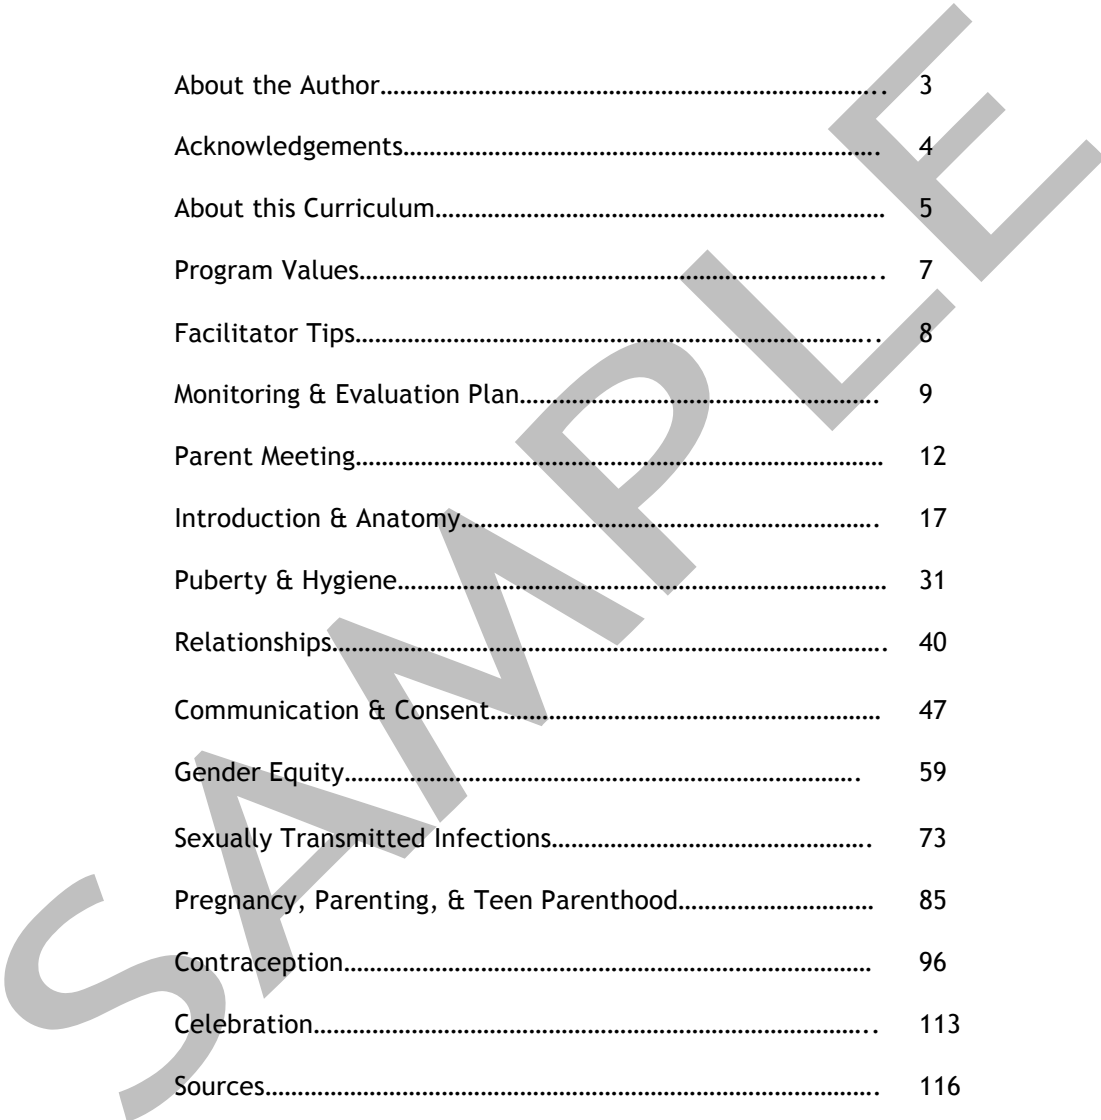 About the Author…………………………………………………………………….. 3
Acknowledgements………………………………………………………………. 4
About this Curriculum…………………………………………………………… 5
Program Values…………………………………………………………………….. 7
Facilitator Tips…………………………………………………………………….. 8
Monitoring & Evaluation Plan………………………………………………. 9
Parent Meeting……………………………………………………………………… 12
Introduction & Anatomy………………………………………………………. 17
Puberty & Hygiene………………………………………………………………… 31
Relationships…………………………………………………………………………. 40
Communication & Consent…………………………………………………… 47
Gender Equity……………………………………………………………………. 59
Sexually Transmitted Infections…………………………………………. 73
Pregnancy, Parenting, & Teen Parenthood………………………… 85
Contraception……………………………………………………………………… 96
Celebration………………………………………………………………………….. 113
Sources…………………………………………………………………………………. 116
SAMPLE